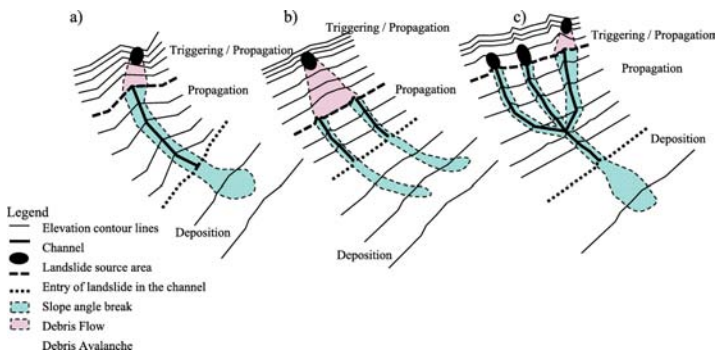 a)
Triggering / Propagation
Propagation
Deposition
b)
Triggering / Propagation
Propagation
Deposition
c)
Triggering / Propagation
Propagation
Deposition
Legend
Elevation contour lines
Channel
Landslide source area
Entry of landslide in the channel
Slope angle break
Debris Flow
Debris Avalanche